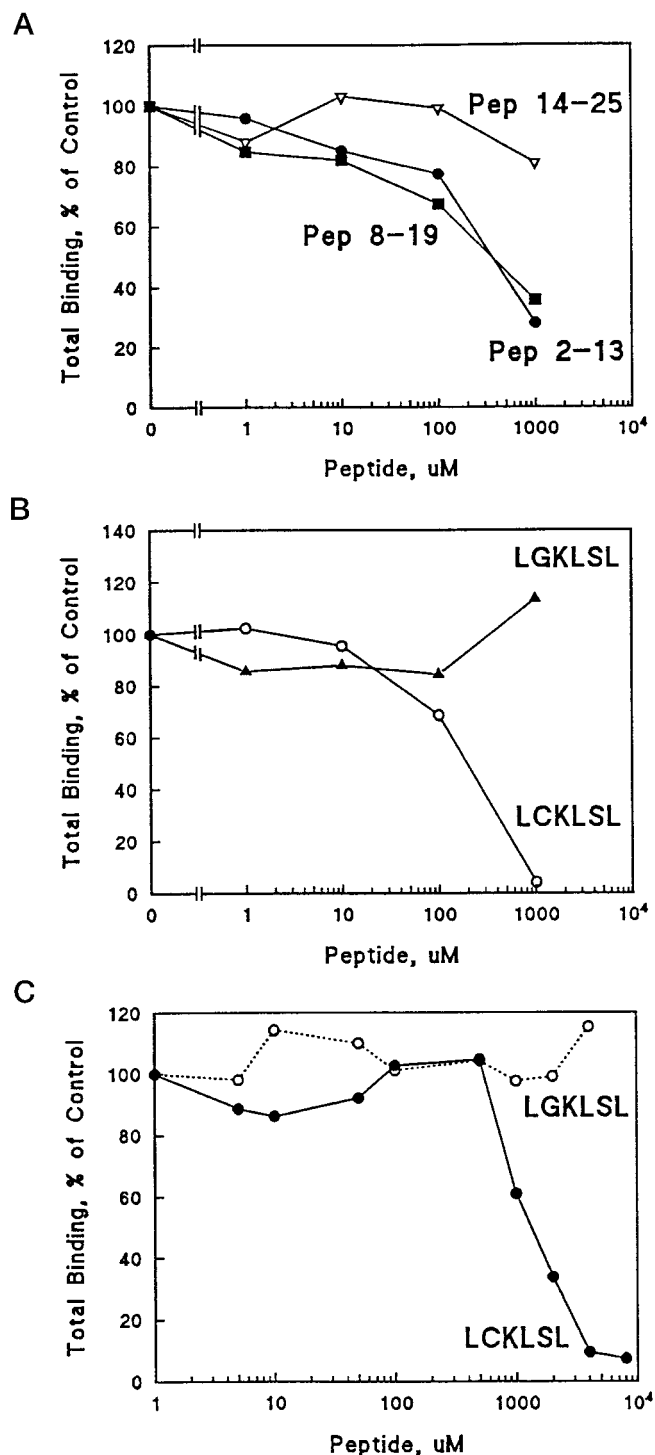 A
120
100
80
60
40
20
0
Total Binding, % of Control
Pep 14-25
Pep 8-19
Pep 2-13
0 1 10 100 1000 10⁴
Peptide, uM
B
140
120
100
80
60
40
20
0
Total Binding, % of Control
LGKLSL
LCKLSL
0 1 10 100 1000 10⁴
Peptide, uM
C
120
100
80
60
40
20
0
Total Binding, % of Control
LGKLSL
LCKLSL
1 10 100 1000 10⁴
Peptide, uM